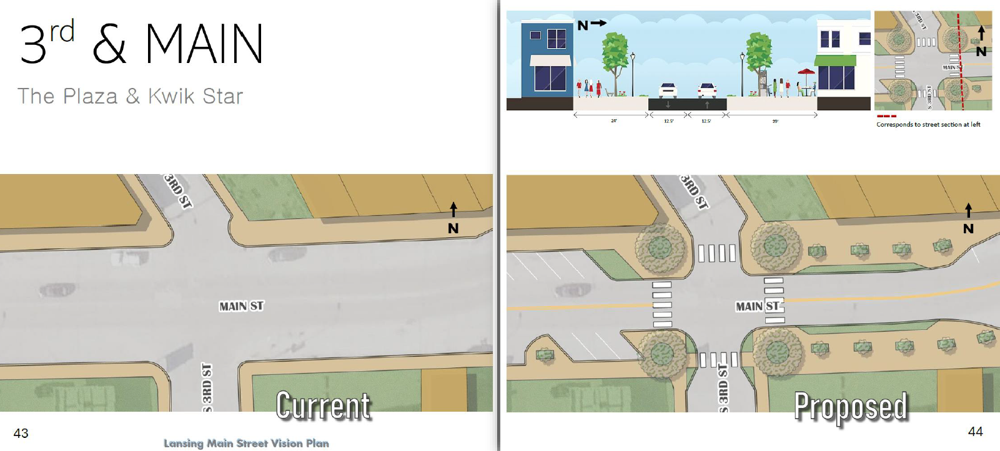 3rd & MAIN
The Plaza & Kwik Star
3RD ST
N
MAIN ST
S 3RD ST
Current
43
Lansing Main Street Vision Plan
N
24'
12.5'
12.5'
29'
3RD ST
N
MAIN ST
S 3RD ST
Corresponds to street section at left
3RD ST
N
MAIN ST
S 3RD ST
Proposed
44